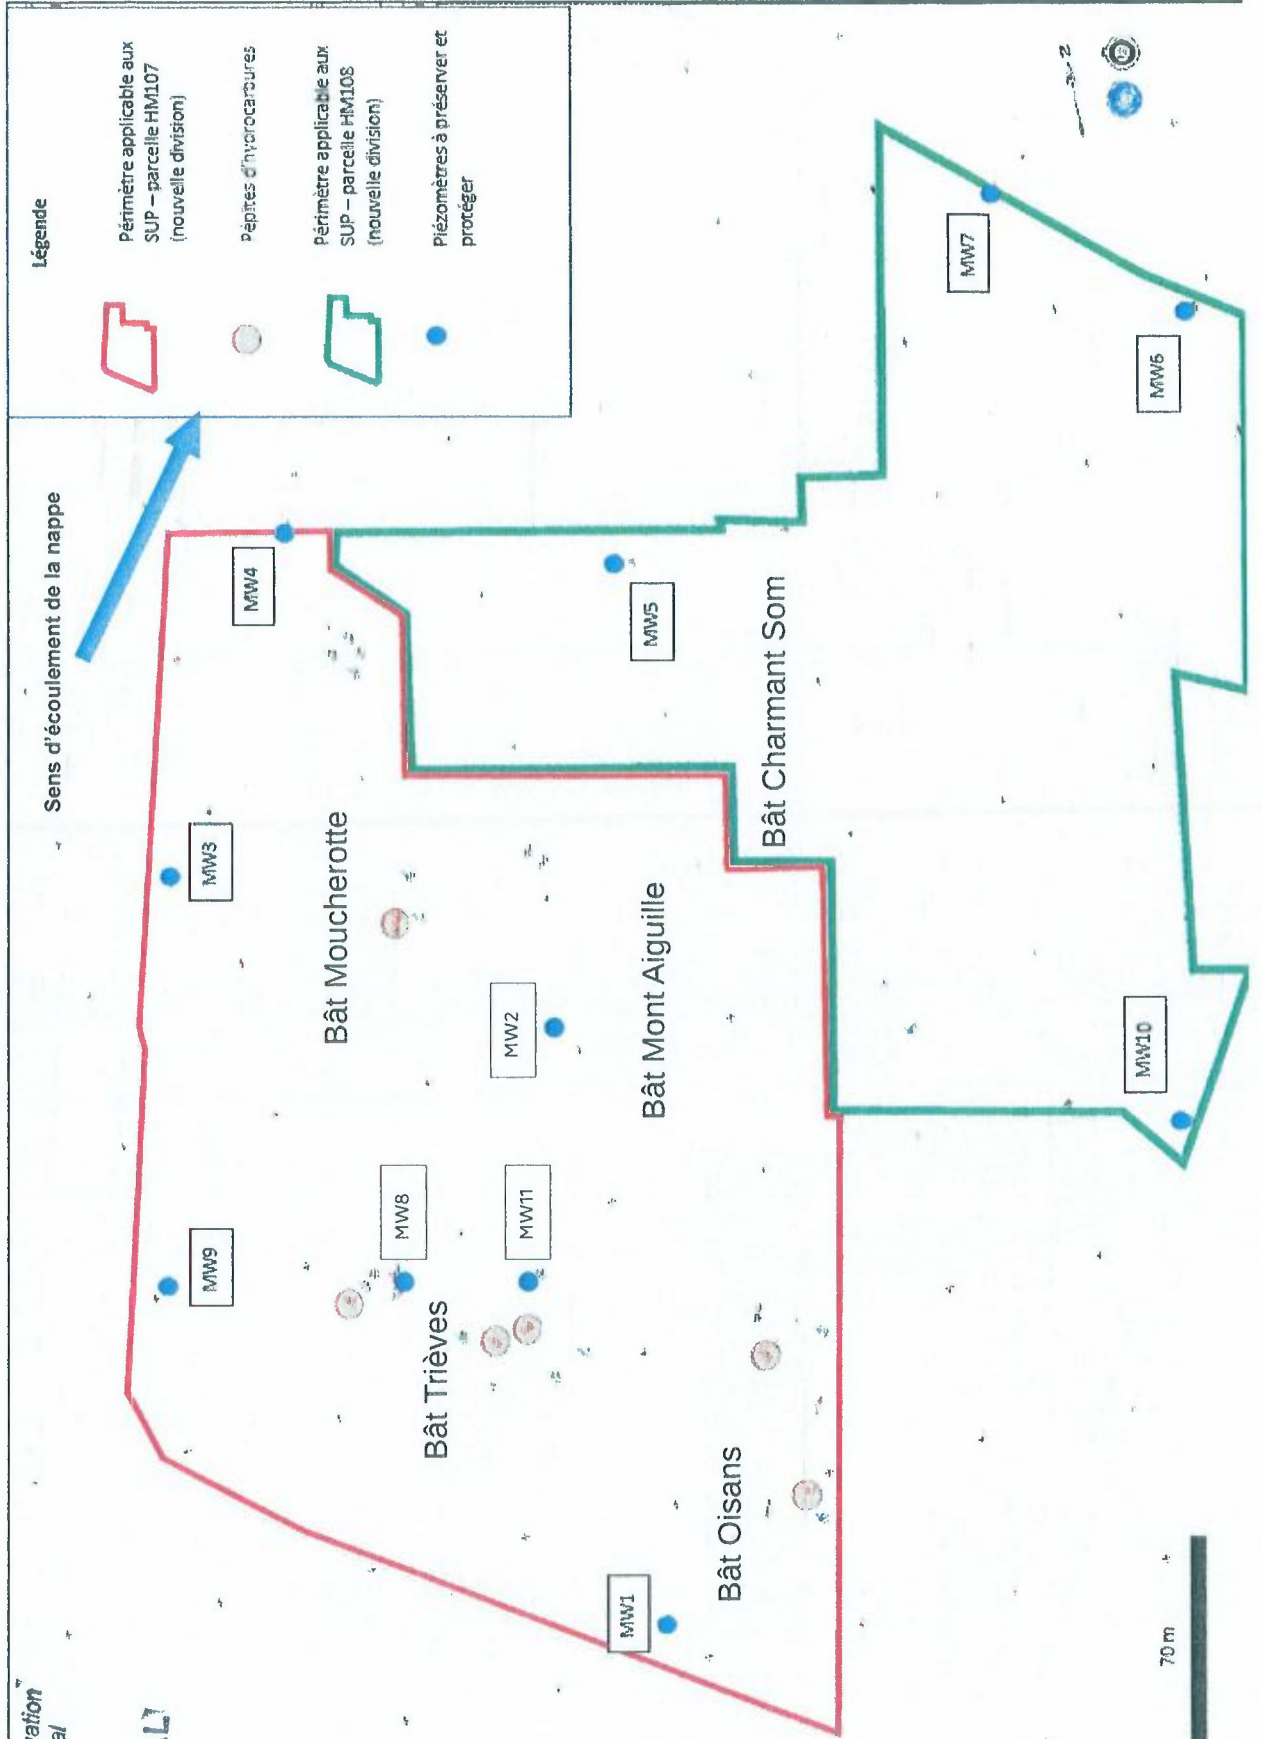 Sens d'écoulement de la nappe
Légende
Périmètre applicable aux
SUP – parcelle HM107
(nouvelle division)
Pépites d'hydrocarbures
Périmètre applicable aux
SUP – parcelle HM108
(nouvelle division)
Piézomètres à préserver et
protéger
MW9
MW3
MW4
Bât Moucherotte
MW8
Bât Trièves
MW2
MW11
MW5
MW1
Bât Mont Aiguille
Bât Oisans
Bât Charmant Som
MW7
MW10
MW6
70 m